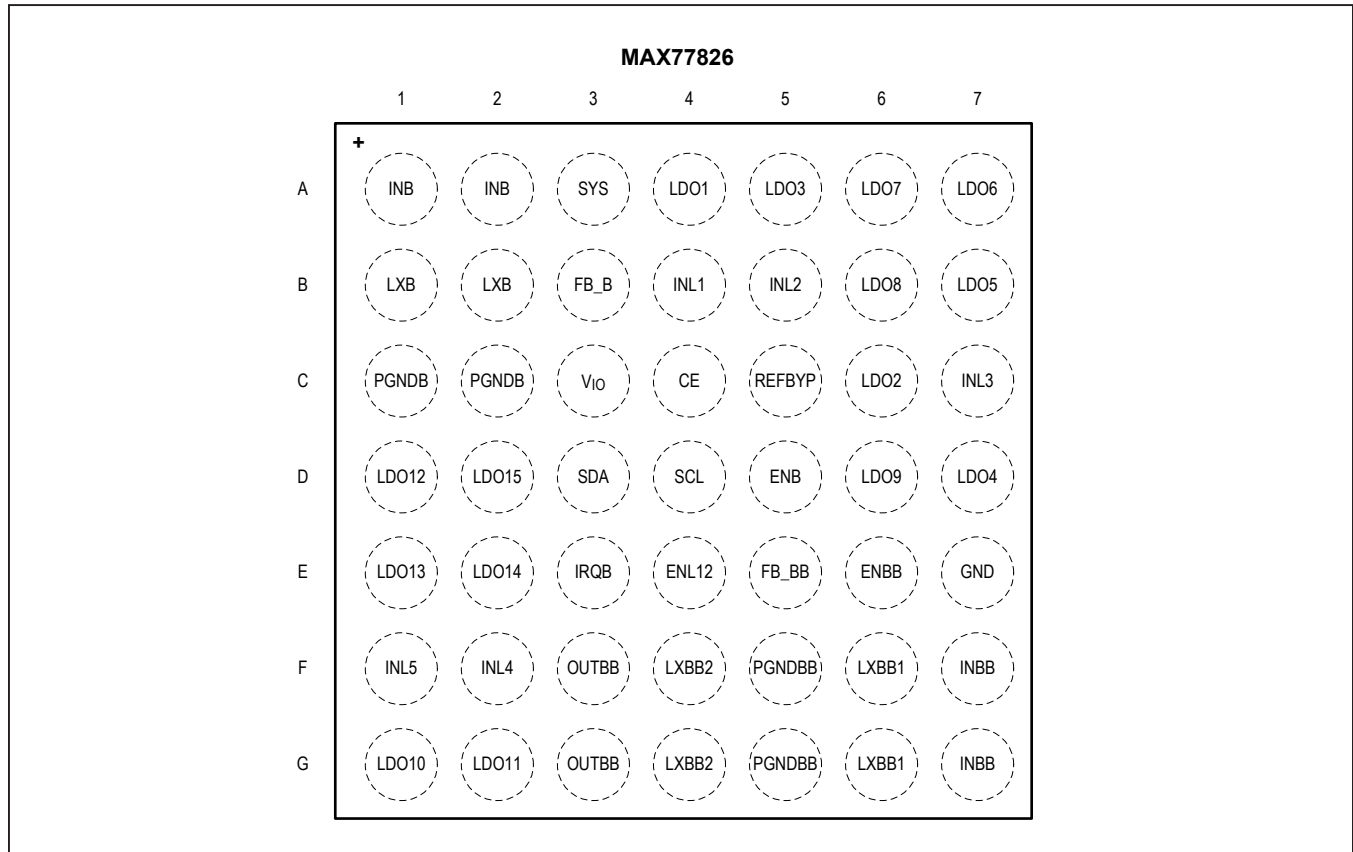 MAX77826
1 2 3 4 5 6 7
+
A INB INB SYS LDO1 LDO3 LDO7 LDO6
B LXB LXB FB_B INL1 INL2 LDO8 LDO5
C PGNDB PGNDB VIO CE REFBYP LDO2 INL3
D LDO12 LDO15 SDA SCL ENB LDO9 LDO4
E LDO13 LDO14 IRQB ENL12 FB_BB ENBB GND
F INL5 INL4 OUTBB LXBB2 PGNDBB LXBB1 INBB
G LDO10 LDO11 OUTBB LXBB2 PGNDBB LXBB1 INBB